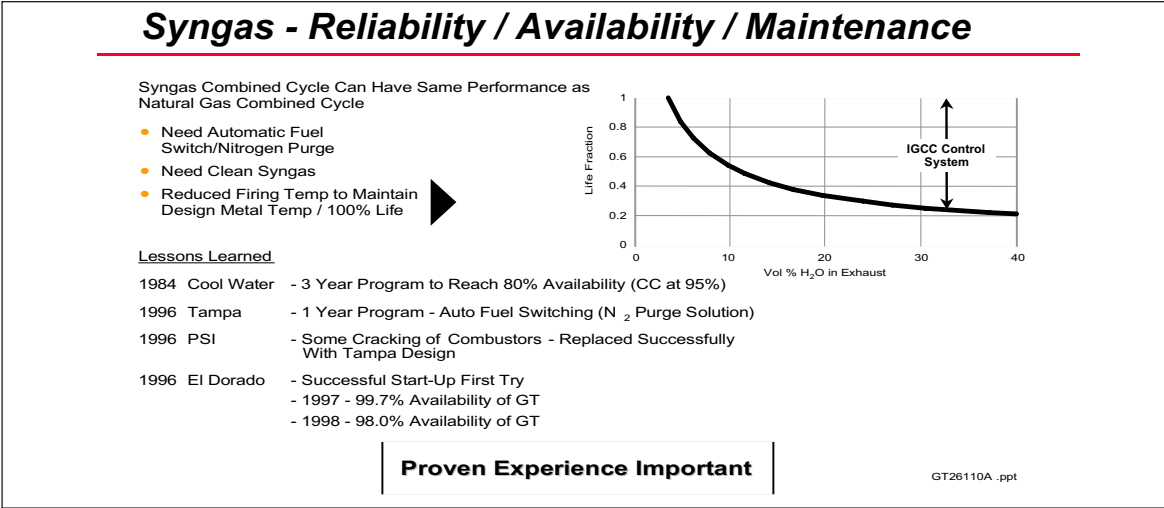 Syngas - Reliability / Availability / Maintenance
Syngas Combined Cycle Can Have Same Performance as
Natural Gas Combined Cycle
• Need Automatic Fuel
Switch/Nitrogen Purge
• Need Clean Syngas
• Reduced Firing Temp to Maintain
Design Metal Temp / 100% Life
Life Fraction
1
0.8
0.6
0.4
0.2
0
IGCC Control
System
0 10 20 30 40
Vol % H₂O in Exhaust
Lessons Learned
1984 Cool Water - 3 Year Program to Reach 80% Availability (CC at 95%)
1996 Tampa - 1 Year Program - Auto Fuel Switching (N ₂ Purge Solution)
1996 PSI - Some Cracking of Combustors - Replaced Successfully
With Tampa Design
1996 El Dorado - Successful Start-Up First Try
- 1997 - 99.7% Availability of GT
- 1998 - 98.0% Availability of GT
Proven Experience Important
GT26110A .ppt